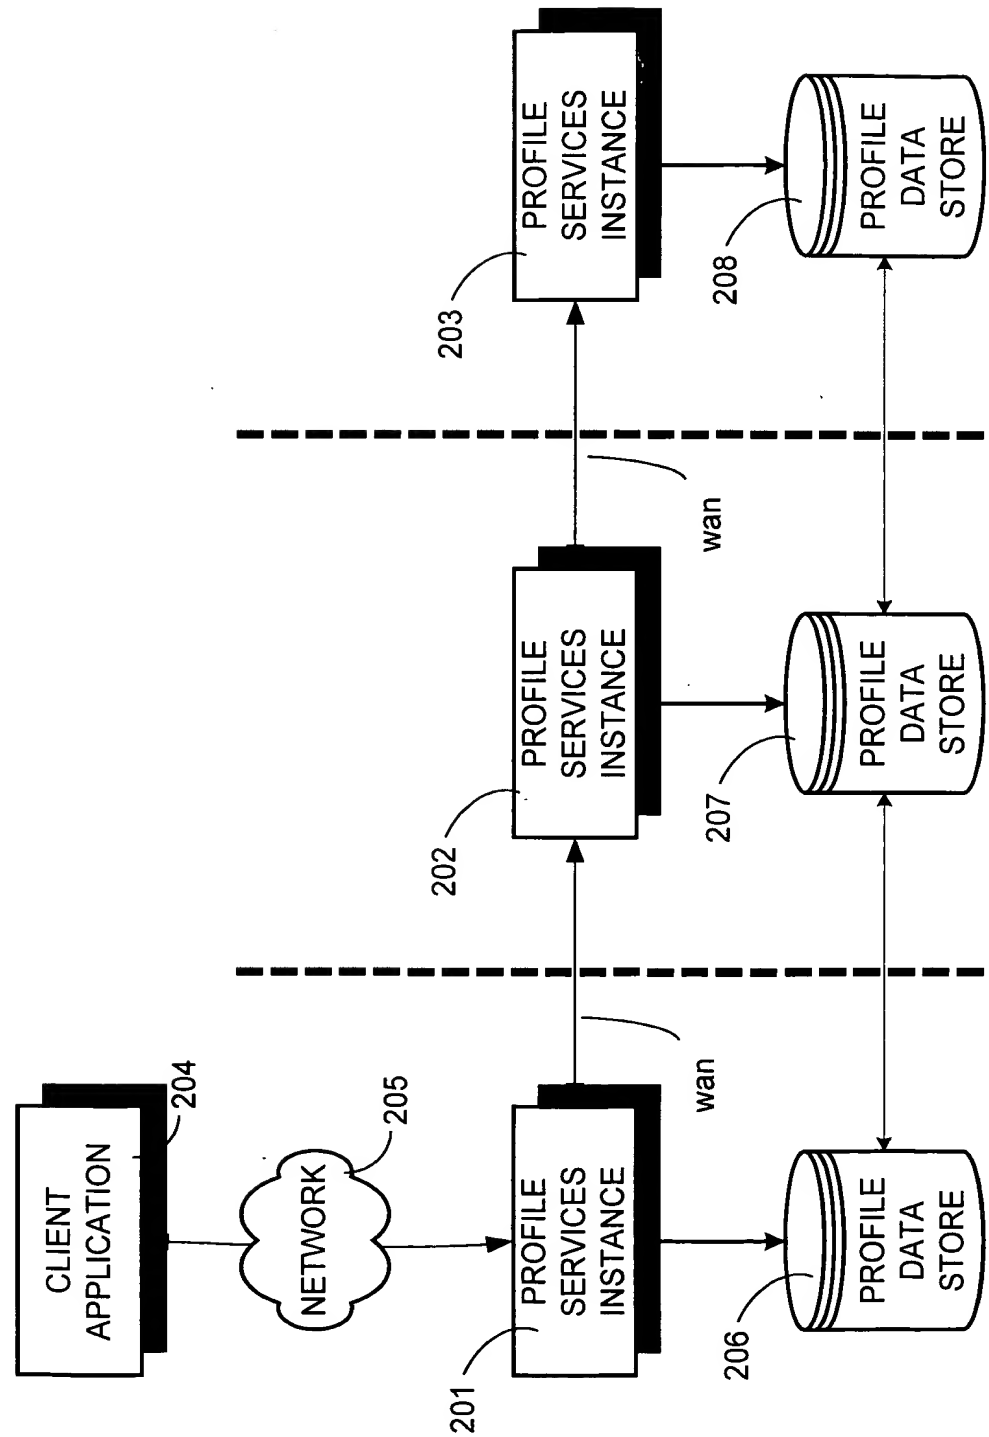 CLIENT
APPLICATION
204
NETWORK
205
PROFILE
SERVICES
INSTANCE
201
wan
PROFILE
SERVICES
INSTANCE
202
wan
PROFILE
SERVICES
INSTANCE
203
PROFILE
DATA
STORE
206
PROFILE
DATA
STORE
207
PROFILE
DATA
STORE
208